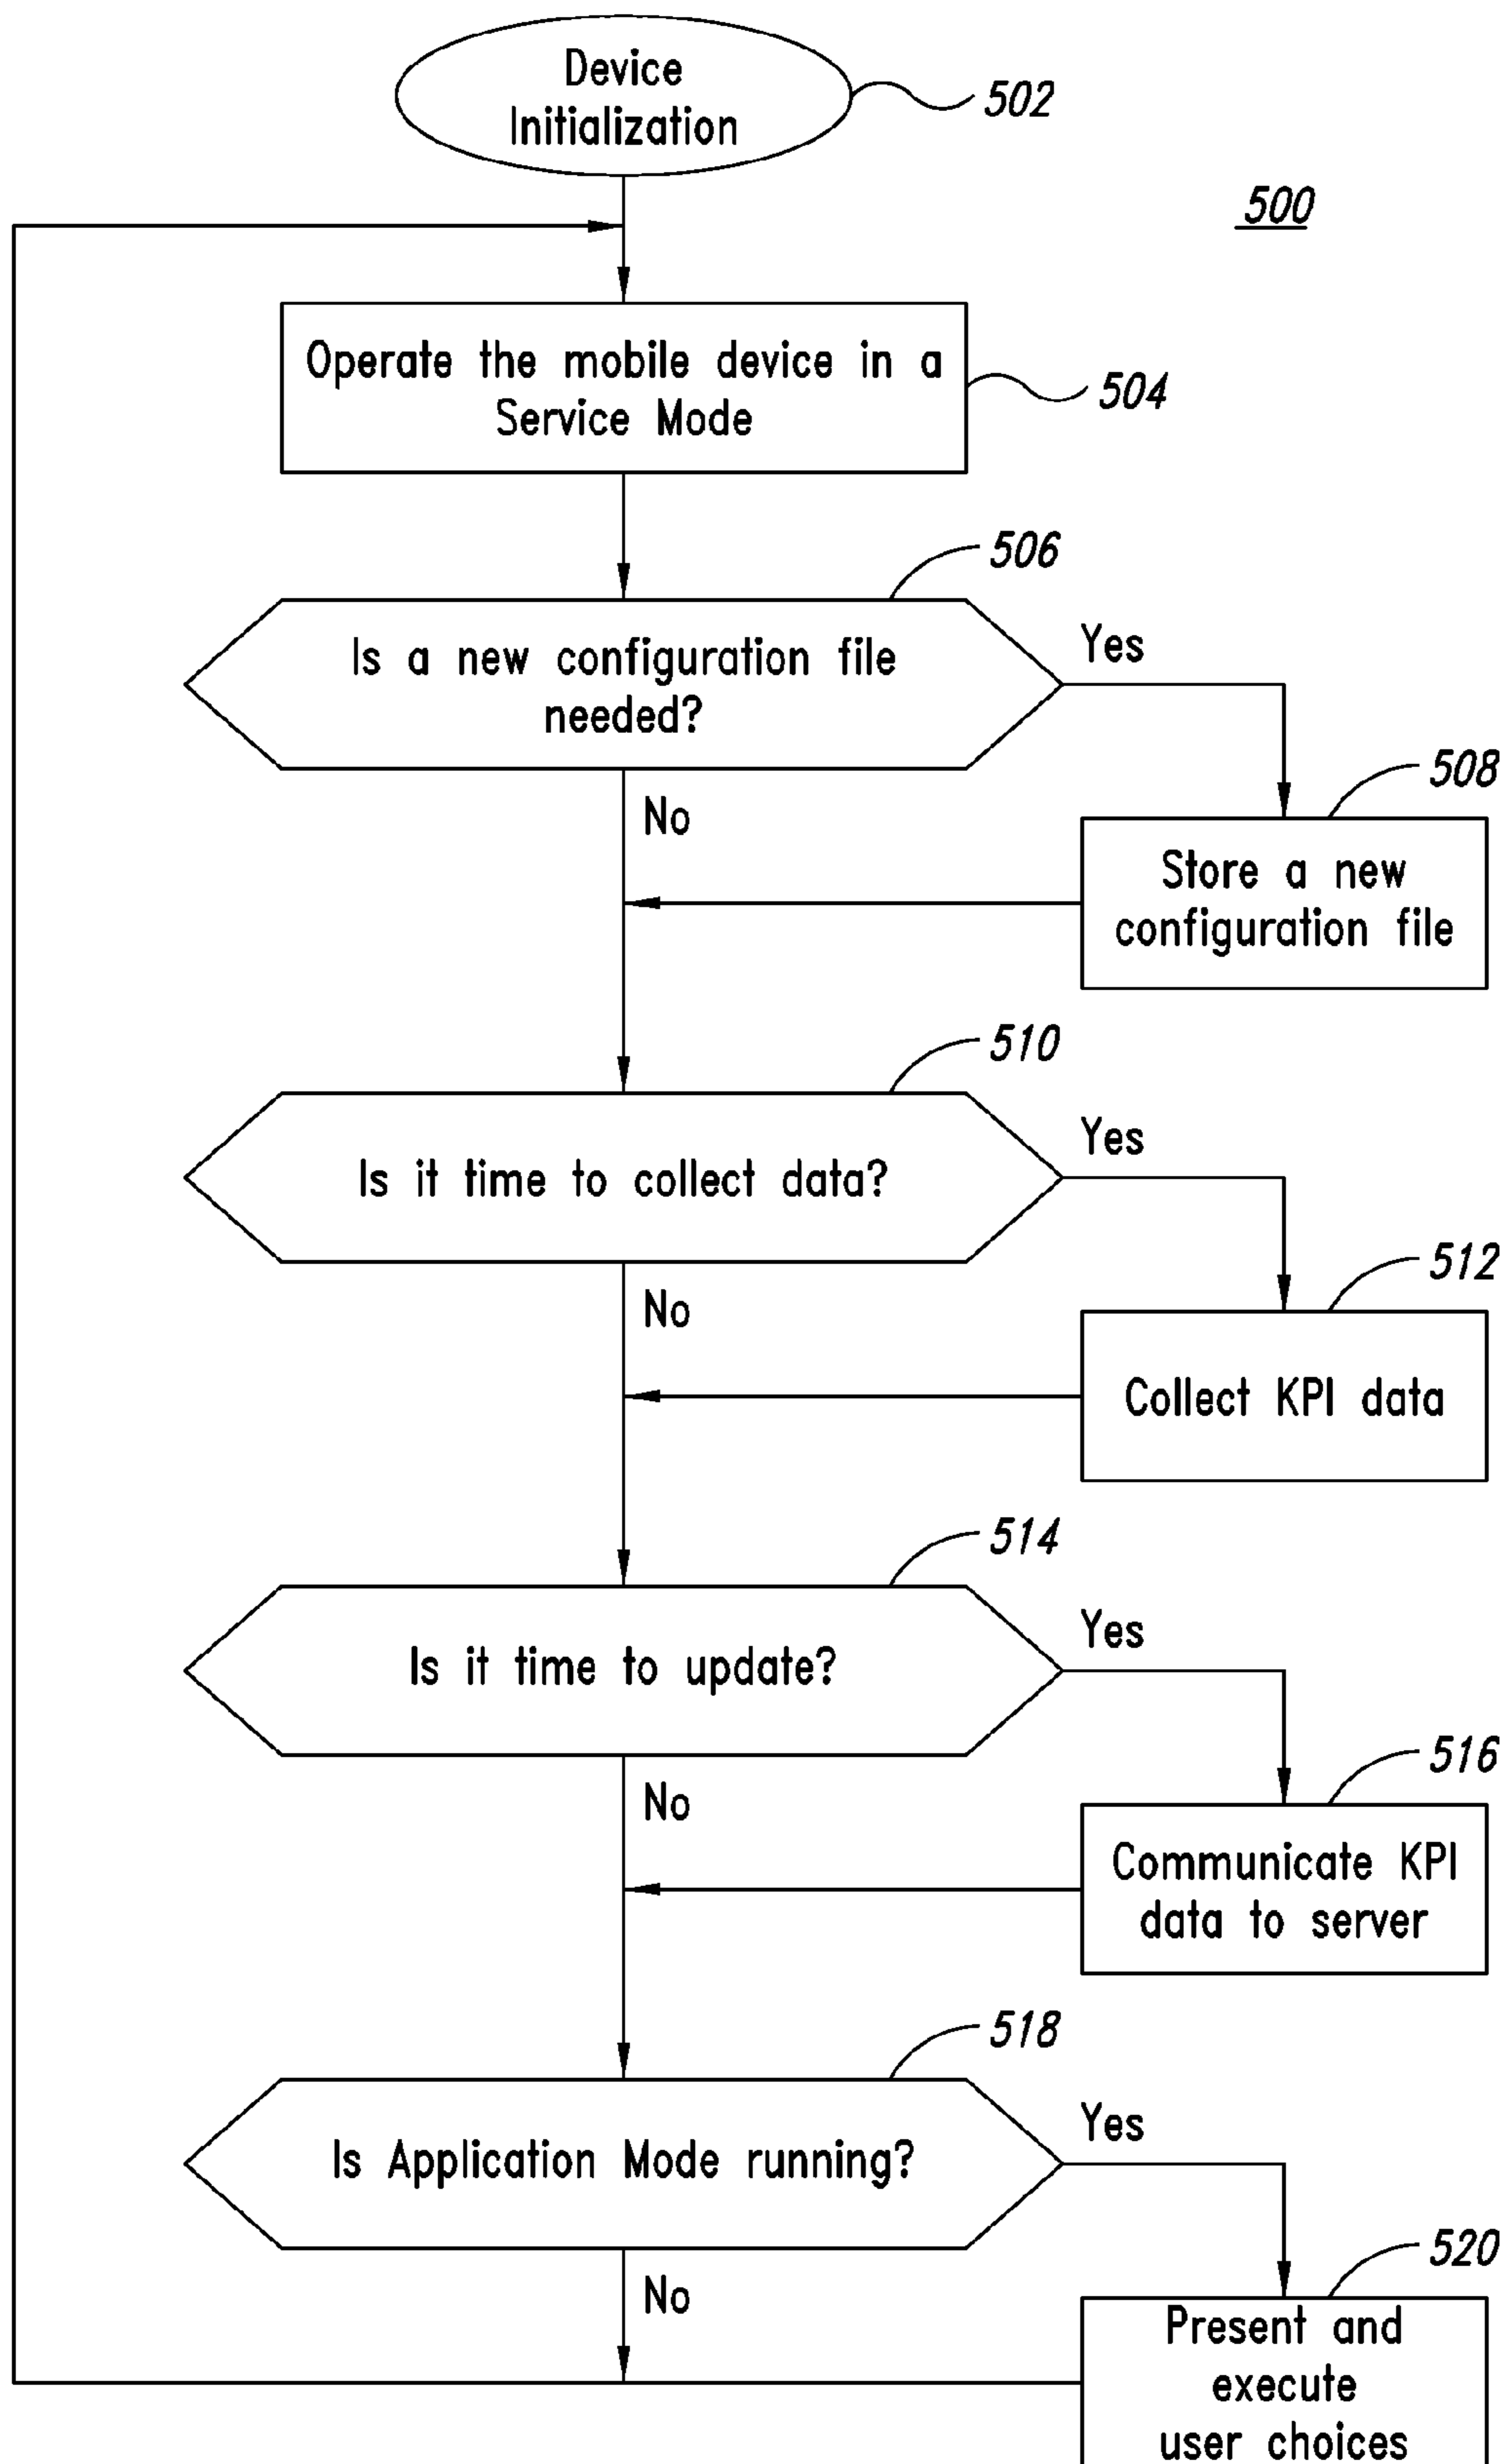 Device
Initialization
502
500
Operate the mobile device in a
Service Mode
504
506
Is a new configuration file
needed?
Yes
No
508
Store a new
configuration file
510
Is it time to collect data?
Yes
No
512
Collect KPI data
514
Is it time to update?
Yes
No
516
Communicate KPI
data to server
518
Is Application Mode running?
Yes
No
520
Present and
execute
user choices